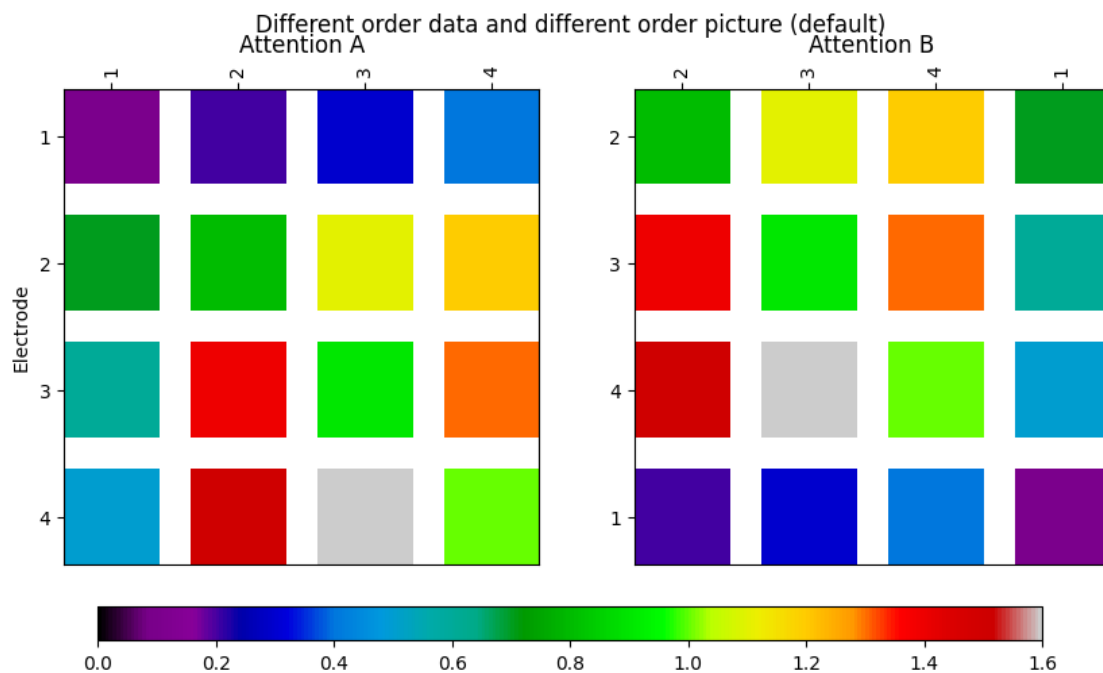 Different order data and different order picture (default)
Attention A
Attention B
1 2 3 4
2 3 4 1
Electrode
1
2
3
4
2
3
4
1
0.0 0.2 0.4 0.6 0.8 1.0 1.2 1.4 1.6